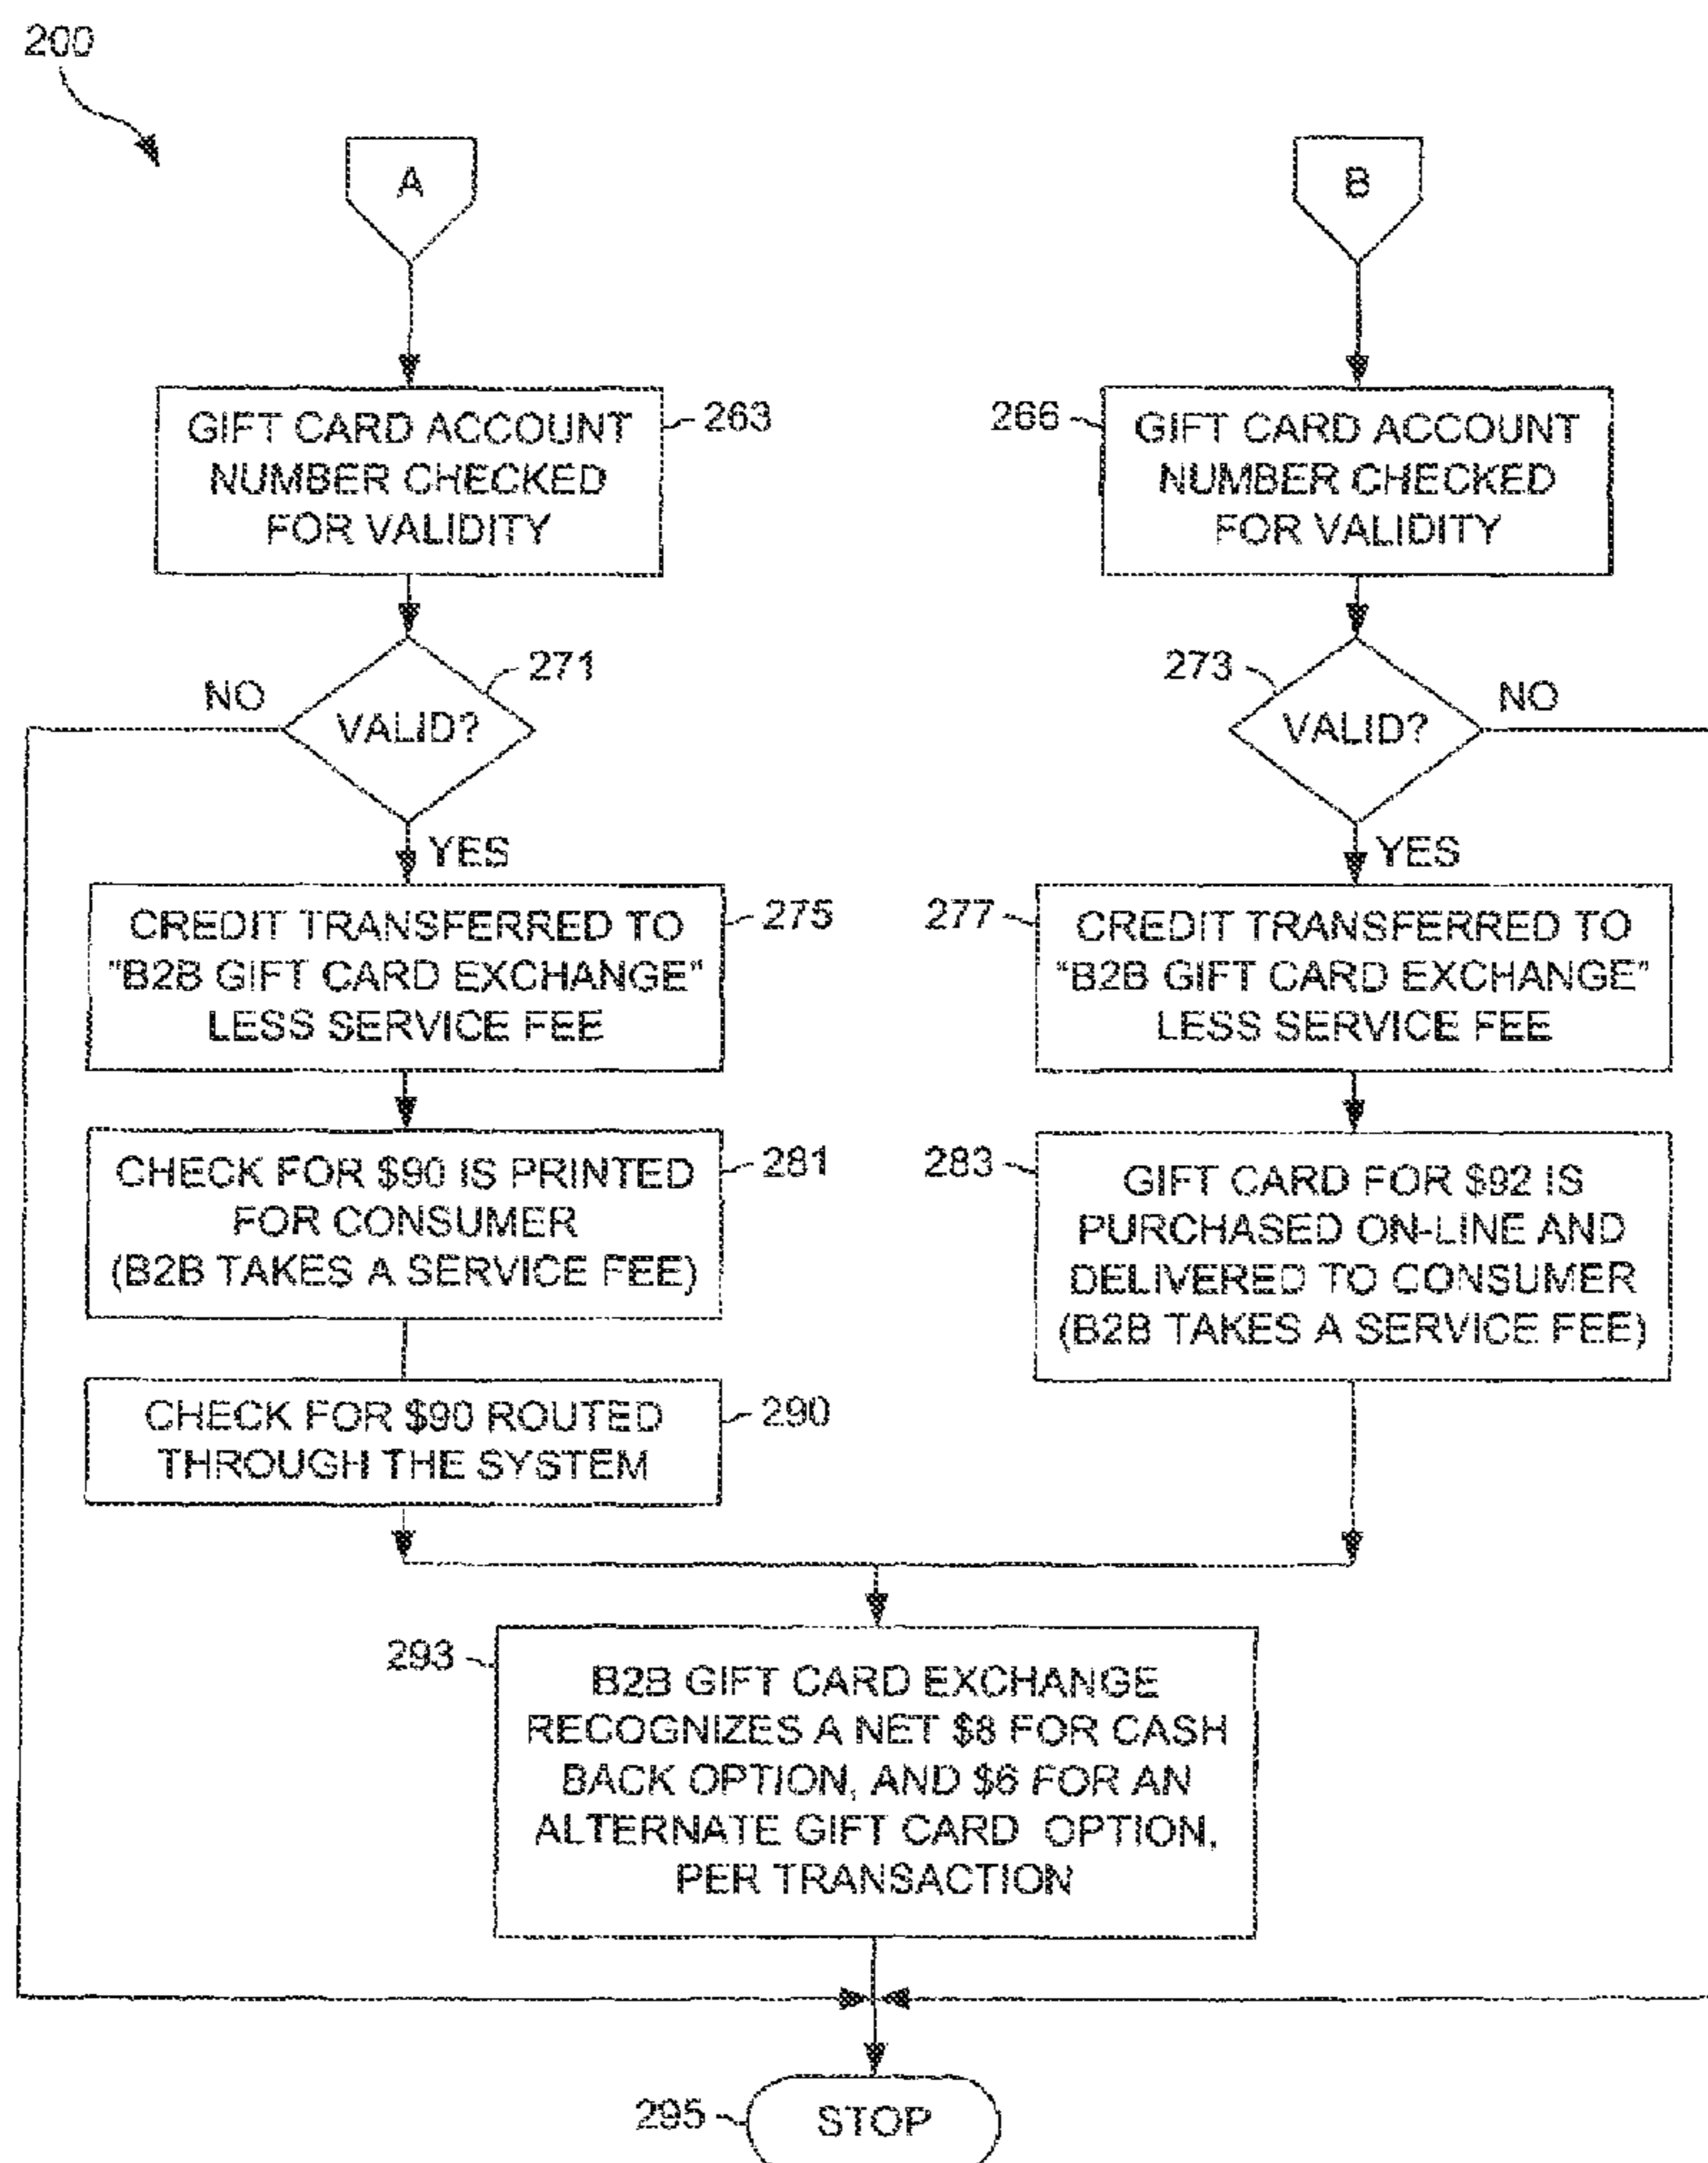 200
A
B
GIFT CARD ACCOUNT
NUMBER CHECKED
FOR VALIDITY
263
266
GIFT CARD ACCOUNT
NUMBER CHECKED
FOR VALIDITY
271
NO
VALID?
YES
273
NO
VALID?
YES
CREDIT TRANSFERRED TO
"B2B GIFT CARD EXCHANGE"
LESS SERVICE FEE
275
277
CREDIT TRANSFERRED TO
"B2B GIFT CARD EXCHANGE"
LESS SERVICE FEE
CHECK FOR $90 IS PRINTED
FOR CONSUMER
(B2B TAKES A SERVICE FEE)
281
283
GIFT CARD FOR $92 IS
PURCHASED ON-LINE AND
DELIVERED TO CONSUMER
(B2B TAKES A SERVICE FEE)
CHECK FOR $90 ROUTED
THROUGH THE SYSTEM
290
293
B2B GIFT CARD EXCHANGE
RECOGNIZES A NET $8 FOR CASH
BACK OPTION, AND $6 FOR AN
ALTERNATE GIFT CARD OPTION,
PER TRANSACTION
295
STOP